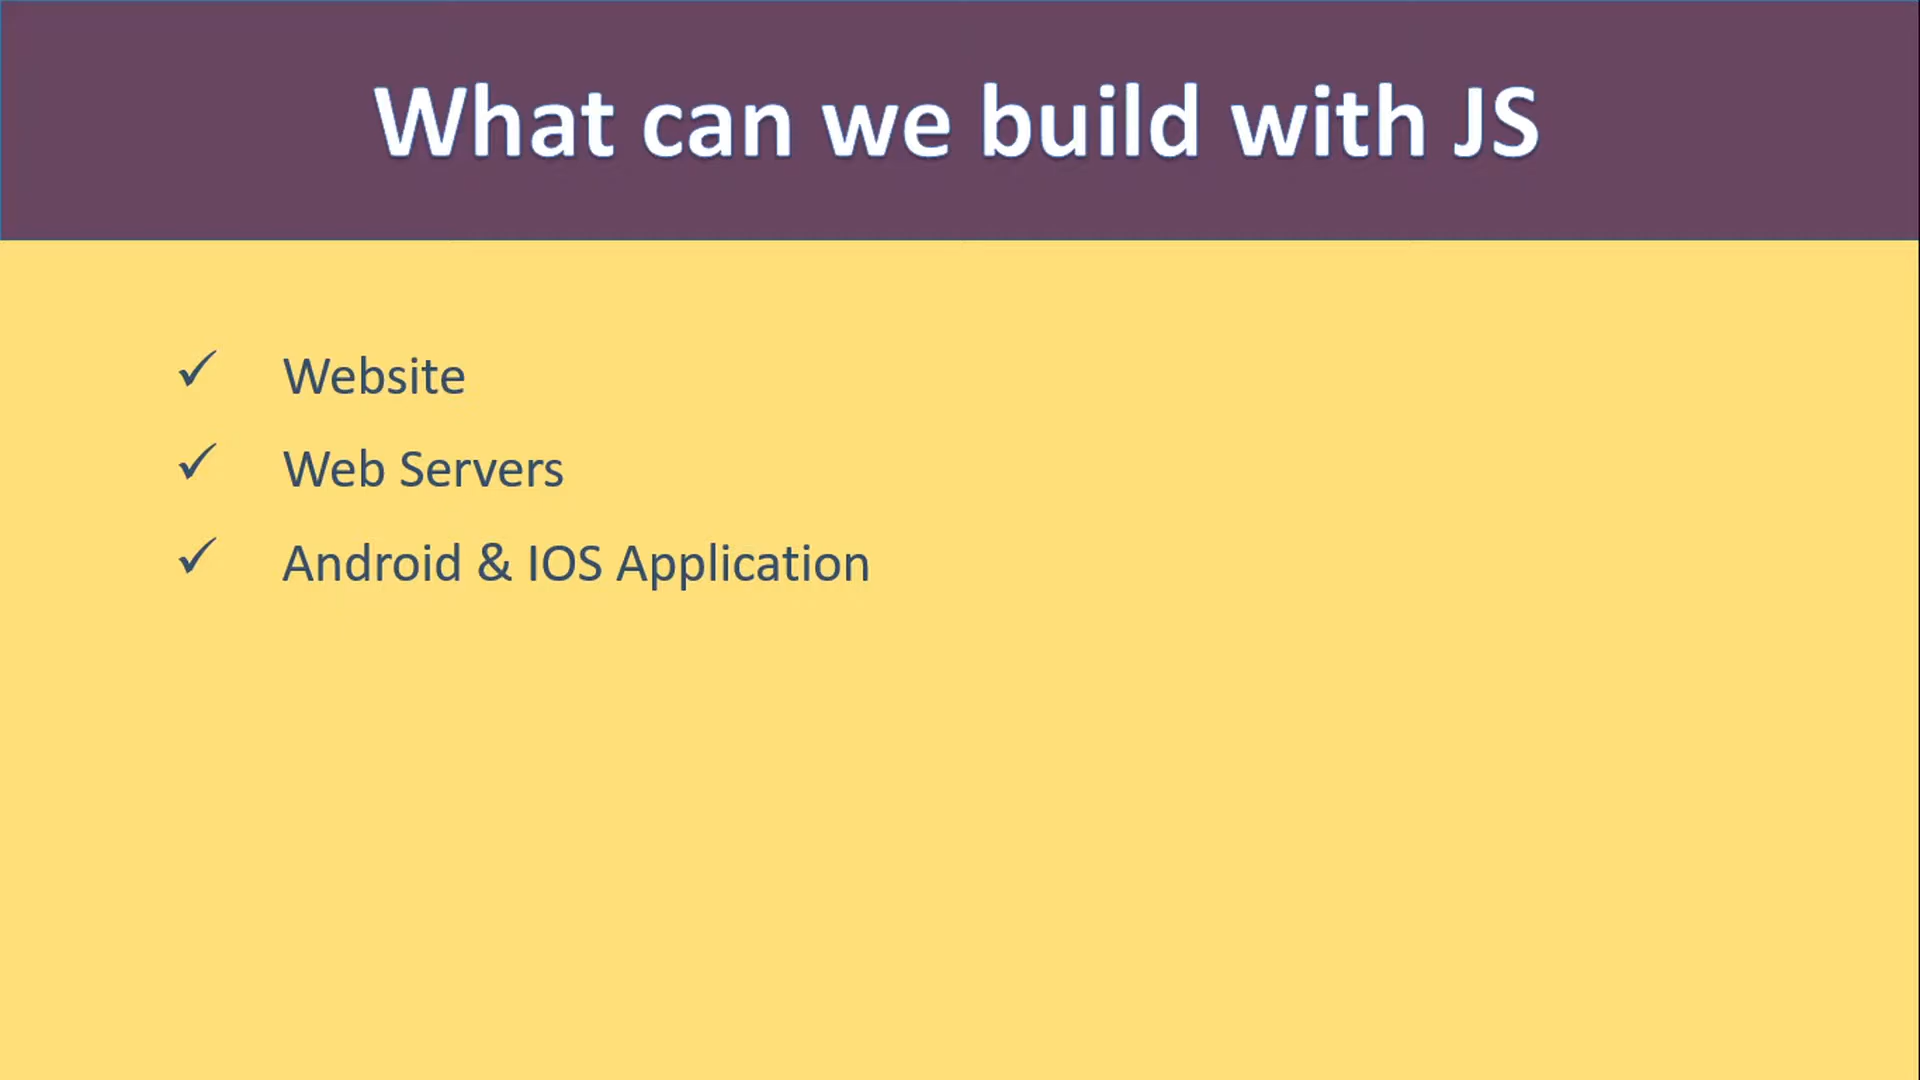 What can we build with JS
✓ Website
✓ Web Servers
✓ Android & IOS Application